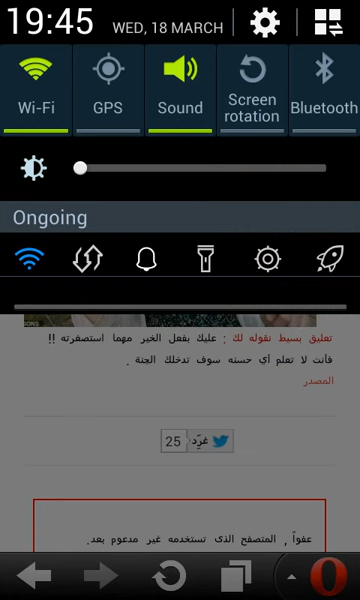 19:45 WED, 18 MARCH
Wi-Fi
GPS
Sound
Screen
rotation
Bluetooth
Ongoing
تعليق بسيط نقوله لك : عليك بفعل الخير مهما استصغرته !!
فأنت لا تعلم أي حسنه سوف تدخلك الجنة .
المصدر
25 غرّد
عفواً , المتصفح الذى تستخدمه غير مدعوم بعد.